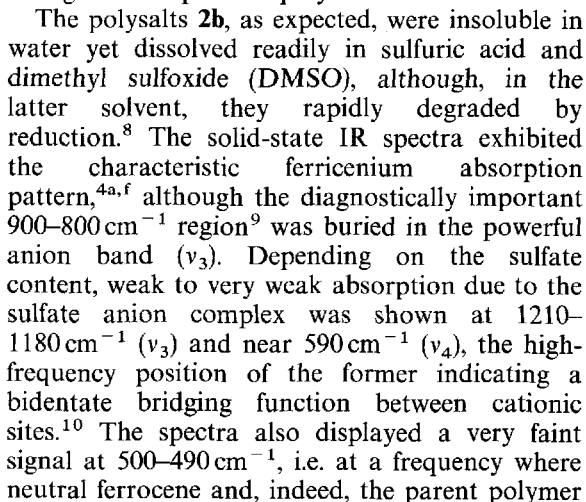 The polysalts 2b, as expected, were insoluble in
water yet dissolved readily in sulfuric acid and
dimethyl sulfoxide (DMSO), although, in the
latter solvent, they rapidly degraded by
reduction.⁸ The solid-state IR spectra exhibited
the characteristic ferricenium absorption
pattern,⁴ᵃ,ᶠ although the diagnostically important
900–800 cm⁻¹ region⁹ was buried in the powerful
anion band (ν₃). Depending on the sulfate
content, weak to very weak absorption due to the
sulfate anion complex was shown at 1210–
1180 cm⁻¹ (ν₃) and near 590 cm⁻¹ (ν₄), the high-
frequency position of the former indicating a
bidentate bridging function between cationic
sites.¹⁰ The spectra also displayed a very faint
signal at 500–490 cm⁻¹, i.e. at a frequency where
neutral ferrocene and, indeed, the parent polymer